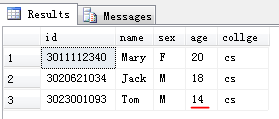 Results Messages
id name sex age collge
1 3011112340 Mary F 20 cs
2 3020621034 Jack M 18 cs
3 3023001093 Tom M 14 cs